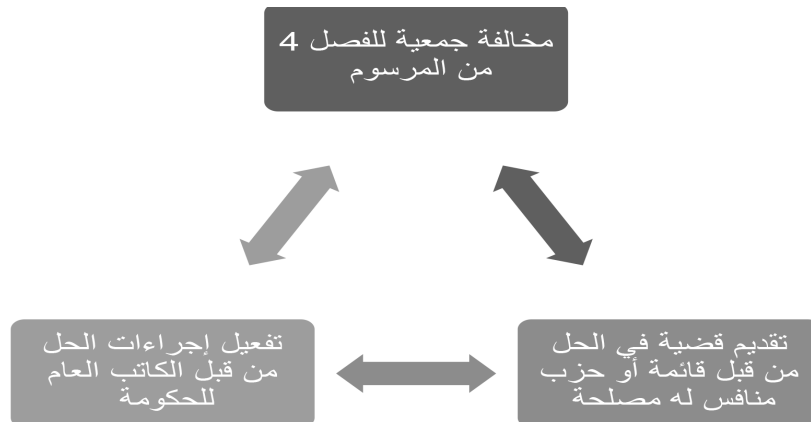 مخالفة جمعية للفصل 4
من المرسوم
تقديم قضية في الحل
من قبل قائمة أو حزب
منافس له مصلحة
تفعيل إجراءات الحل
من قبل الكاتب العام
للحكومة